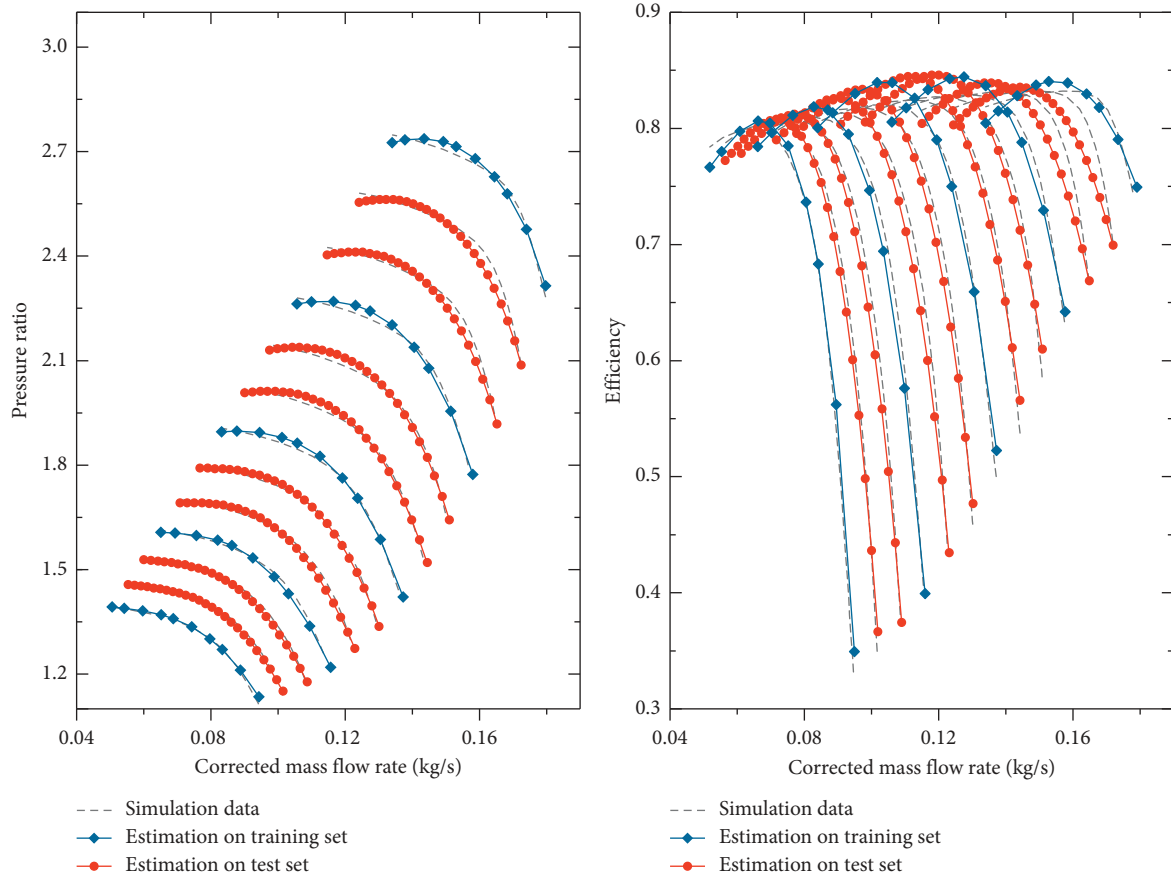 3.0
2.7
2.4
2.1
1.8
1.5
1.2
Pressure ratio
0.04
0.08
0.12
0.16
Corrected mass flow rate (kg/s)
Simulation data
Estimation on training set
Estimation on test set
0.9
0.8
0.7
0.6
0.5
0.4
0.3
Efficiency
0.04
0.08
0.12
0.16
Corrected mass flow rate (kg/s)
Simulation data
Estimation on training set
Estimation on test set